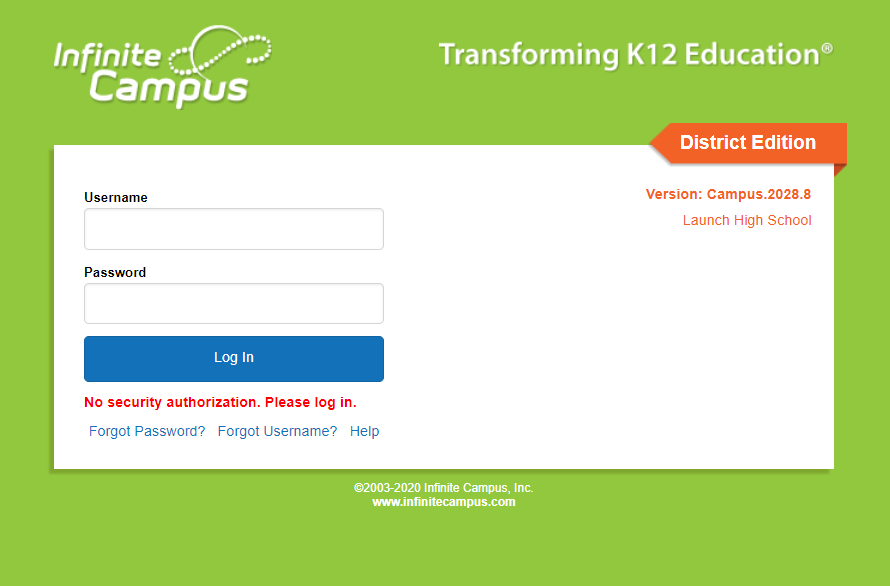 Infinite
Campus
Transforming K12 Education®
District Edition
Version: Campus.2028.8
Launch High School
Username
Password
Log In
No security authorization. Please log in.
Forgot Password? Forgot Username? Help
©2003-2020 Infinite Campus, Inc.
www.infinitecampus.com